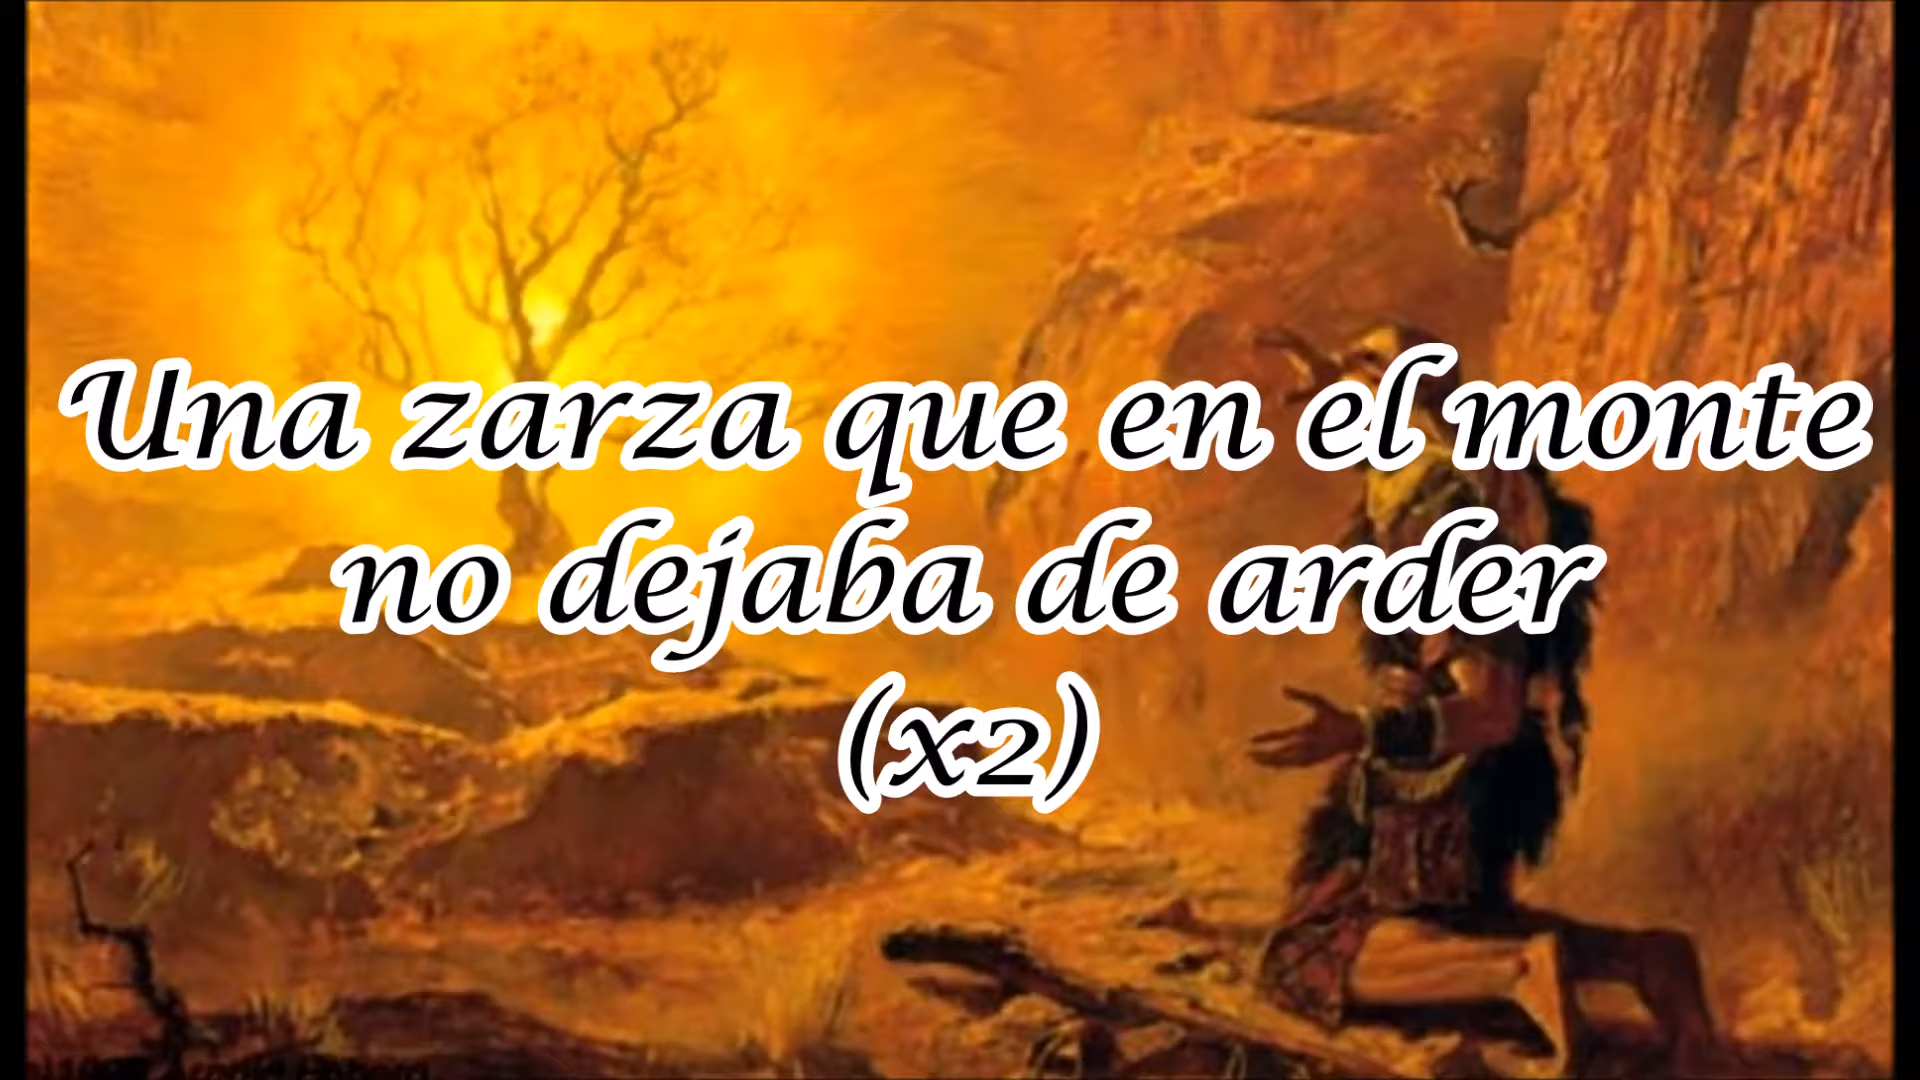 Una zarza que en el monte
no dejaba de arder
(x2)